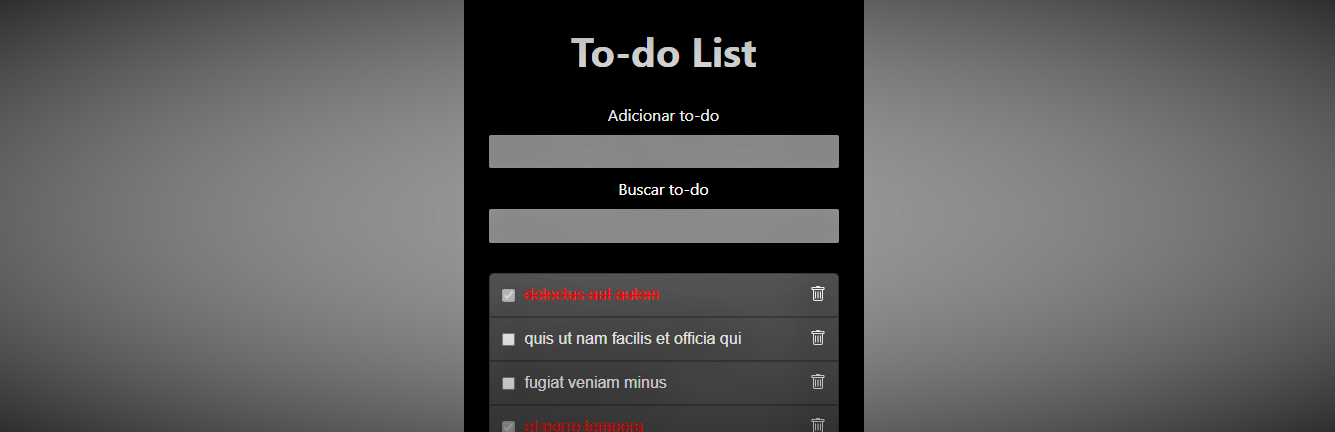 To-do List
Adicionar to-do
Buscar to-do
delectus aut autem
quis ut nam facilis et officia qui
fugiat veniam minus
et porro tempora